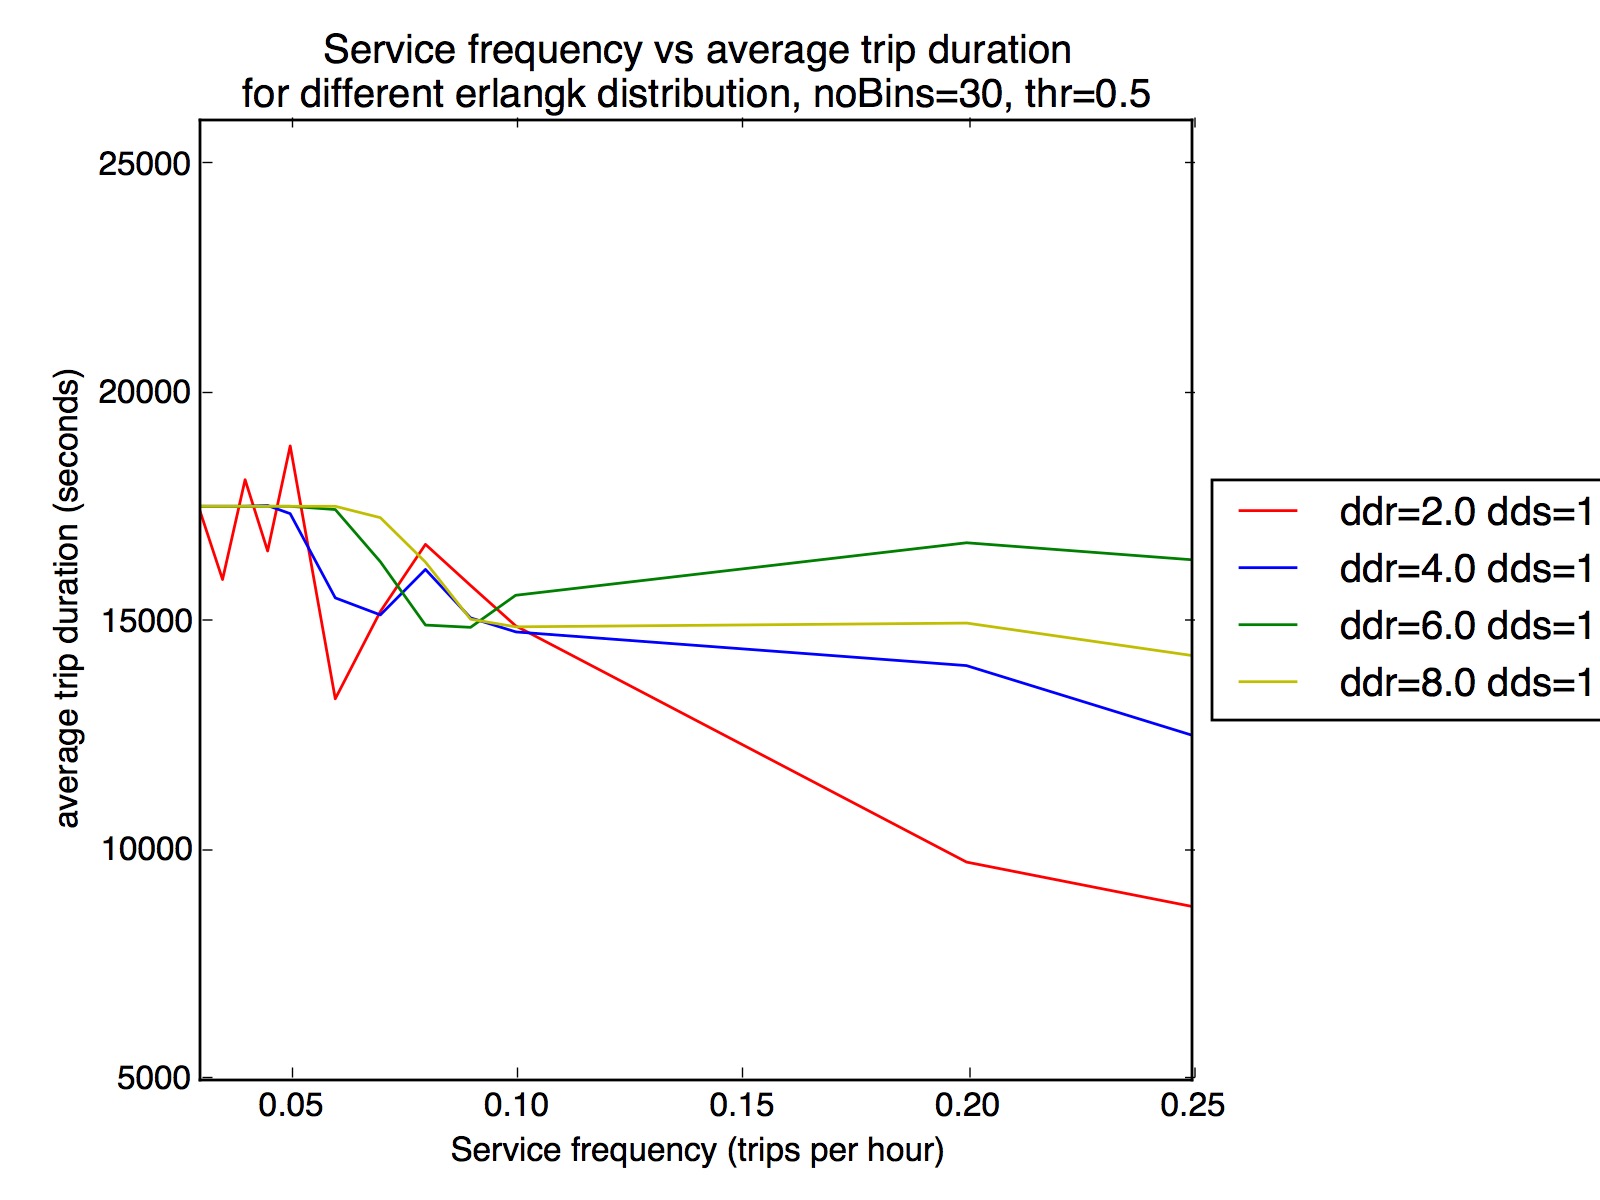 Service frequency vs average trip duration
for different erlangk distribution, noBins=30, thr=0.5
25000
20000
15000
10000
5000
average trip duration (seconds)
0.05 0.10 0.15 0.20 0.25
Service frequency (trips per hour)
ddr=2.0 dds=1
ddr=4.0 dds=1
ddr=6.0 dds=1
ddr=8.0 dds=1